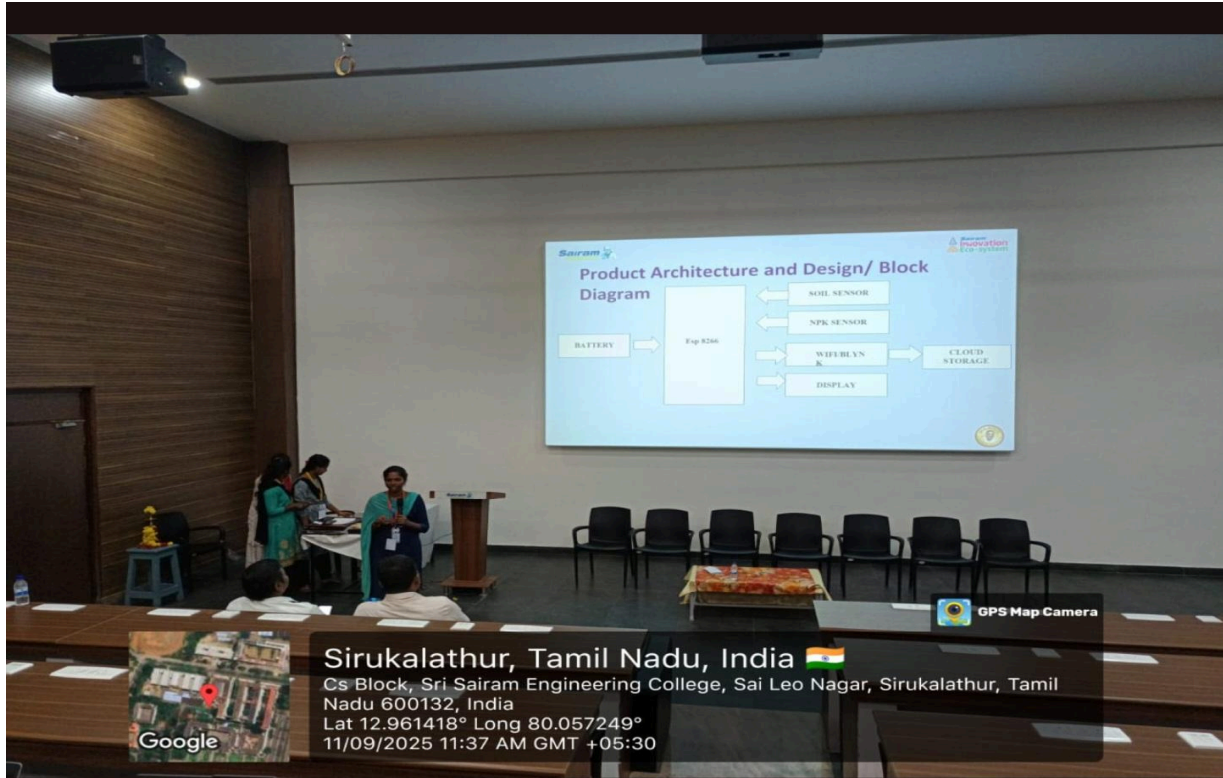 Sairam
Sairam
Innovation
Eco-system
Product Architecture and Design/ Block
Diagram
SOIL SENSOR
NPK SENSOR
BATTERY
Esp 8266
WIFI/BLYN
K
CLOUD
STORAGE
DISPLAY
Sairam
GPS Map Camera
Sirukalathur, Tamil Nadu, India
Cs Block, Sri Sairam Engineering College, Sai Leo Nagar, Sirukalathur, Tamil
Nadu 600132, India
Lat 12.961418° Long 80.057249°
11/09/2025 11:37 AM GMT +05:30
Google